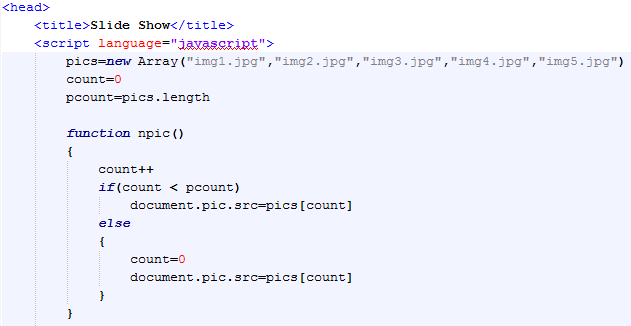 <head>
<title>Slide Show</title>
<script language="javascript">
pics=new Array("img1.jpg","img2.jpg","img3.jpg","img4.jpg","img5.jpg")
count=0
pcount=pics.length
function npic()
{
count++
if(count < pcount)
document.pic.src=pics[count]
else
{
count=0
document.pic.src=pics[count]
}
}